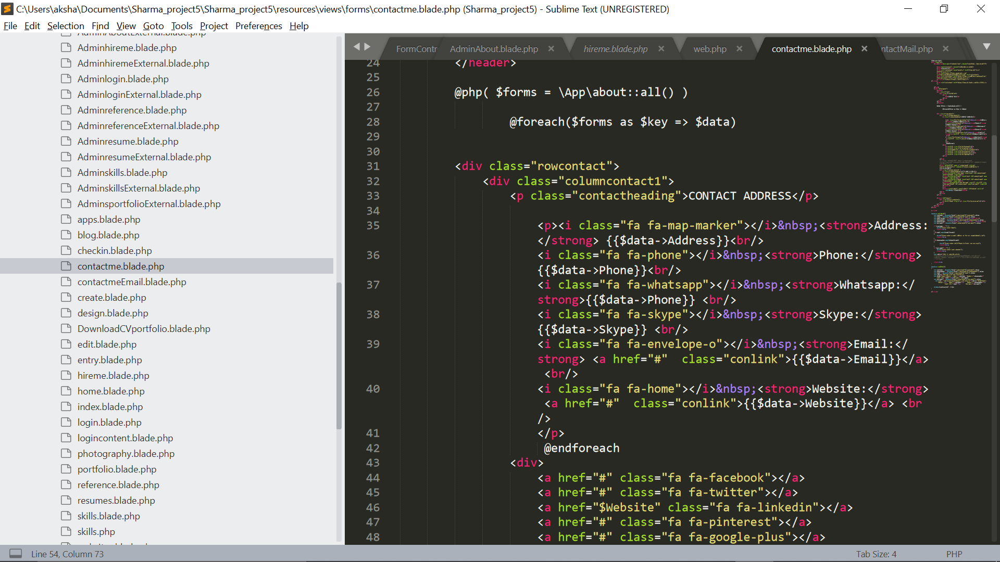 C:\Users\aksha\Documents\Sharma_project5\Sharma_project5\resources\views\forms\contactme.blade.php (Sharma_project5) - Sublime Text (UNREGISTERED)
File Edit Selection Find View Goto Tools Project Preferences Help
AdminAboutExternal.blade.php
Adminhireme.blade.php
AdminhiremeExternal.blade.php
Adminlogin.blade.php
AdminloginExternal.blade.php
Adminreference.blade.php
AdminreferenceExternal.blade.php
Adminresume.blade.php
AdminresumeExternal.blade.php
Adminskills.blade.php
AdminskillsExternal.blade.php
AdminsportfolioExternal.blade.php
apps.blade.php
blog.blade.php
checkin.blade.php
contactme.blade.php
contactmeEmail.blade.php
create.blade.php
design.blade.php
DownloadCVportfolio.blade.php
edit.blade.php
entry.blade.php
hireme.blade.php
home.blade.php
index.blade.php
login.blade.php
logincontent.blade.php
photography.blade.php
portfolio.blade.php
reference.blade.php
resumes.blade.php
skills.blade.php
skills.php
FormContr AdminAbout.blade.php hireme.blade.php web.php contactme.blade.php ntactMail.php
24 </header>
25
26 @php( $forms = \App\about::all() )
27
28 @foreach($forms as $key => $data)
29
30
31 <div class="rowcontact">
32 <div class="columncontact1">
33 <p class="contactheading">CONTACT ADDRESS</p>
34
35 <p><i class="fa fa-map-marker"></i>&nbsp;<strong>Address:
</strong> {{$data->Address}}<br/>
36 <i class="fa fa-phone"></i>&nbsp;<strong>Phone:</strong>
{{$data->Phone}}<br/>
37 <i class="fa fa-whatsapp"></i>&nbsp;<strong>Whatsapp:</
strong>{{$data->Phone}} <br/>
38 <i class="fa fa-skype"></i>&nbsp;<strong>Skype:</strong>
{{$data->Skype}} <br/>
39 <i class="fa fa-envelope-o"></i>&nbsp;<strong>Email:</
strong> <a href="#"  class="conlink">{{$data->Email}}</a>
<br/>
40 <i class="fa fa-home"></i>&nbsp;<strong>Website:</strong>
<a href="#"  class="conlink">{{$data->Website}}</a> <br
/>
41 </p>
42 @endforeach
43 <div>
44 <a href="#" class="fa fa-facebook"></a>
45 <a href="#" class="fa fa-twitter"></a>
46 <a href="$Website" class="fa fa-linkedin"></a>
47 <a href="#" class="fa fa-pinterest"></a>
48 <a href="#" class="fa fa-google-plus"></a>
Line 54, Column 73
Tab Size: 4
PHP